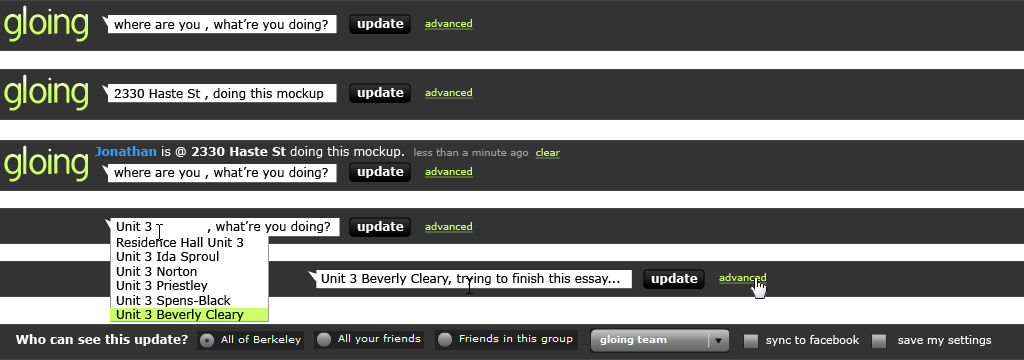 gloing where are you , what're you doing? update advanced
gloing 2330 Haste St , doing this mockup update advanced
Jonathan is @ 2330 Haste St doing this mockup. less than a minute ago clear
gloing where are you , what're you doing? update advanced
Unit 3 , what're you doing? update advanced
Residence Hall Unit 3
Unit 3 Ida Sproul
Unit 3 Norton
Unit 3 Priestley
Unit 3 Spens-Black
Unit 3 Beverly Cleary
Unit 3 Beverly Cleary, trying to finish this essay... update advanced
Who can see this update? All of Berkeley All your friends Friends in this group gloing team sync to facebook save my settings